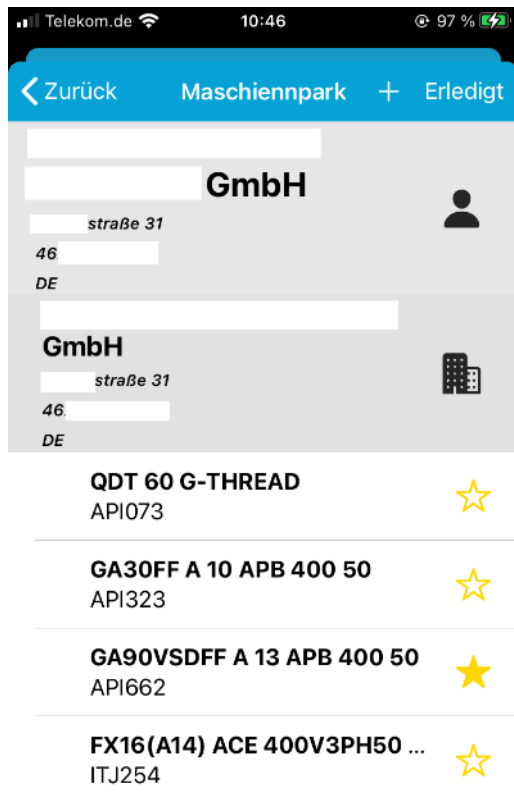 Telekom.de 10:46 97 %
Zurück Maschiennpark + Erledigt
GmbH
straße 31
46
DE
GmbH
straße 31
46
DE
QDT 60 G-THREAD
API073
GA30FF A 10 APB 400 50
API323
GA90VSDFF A 13 APB 400 50
API662
FX16(A14) ACE 400V3PH50 ...
ITJ254